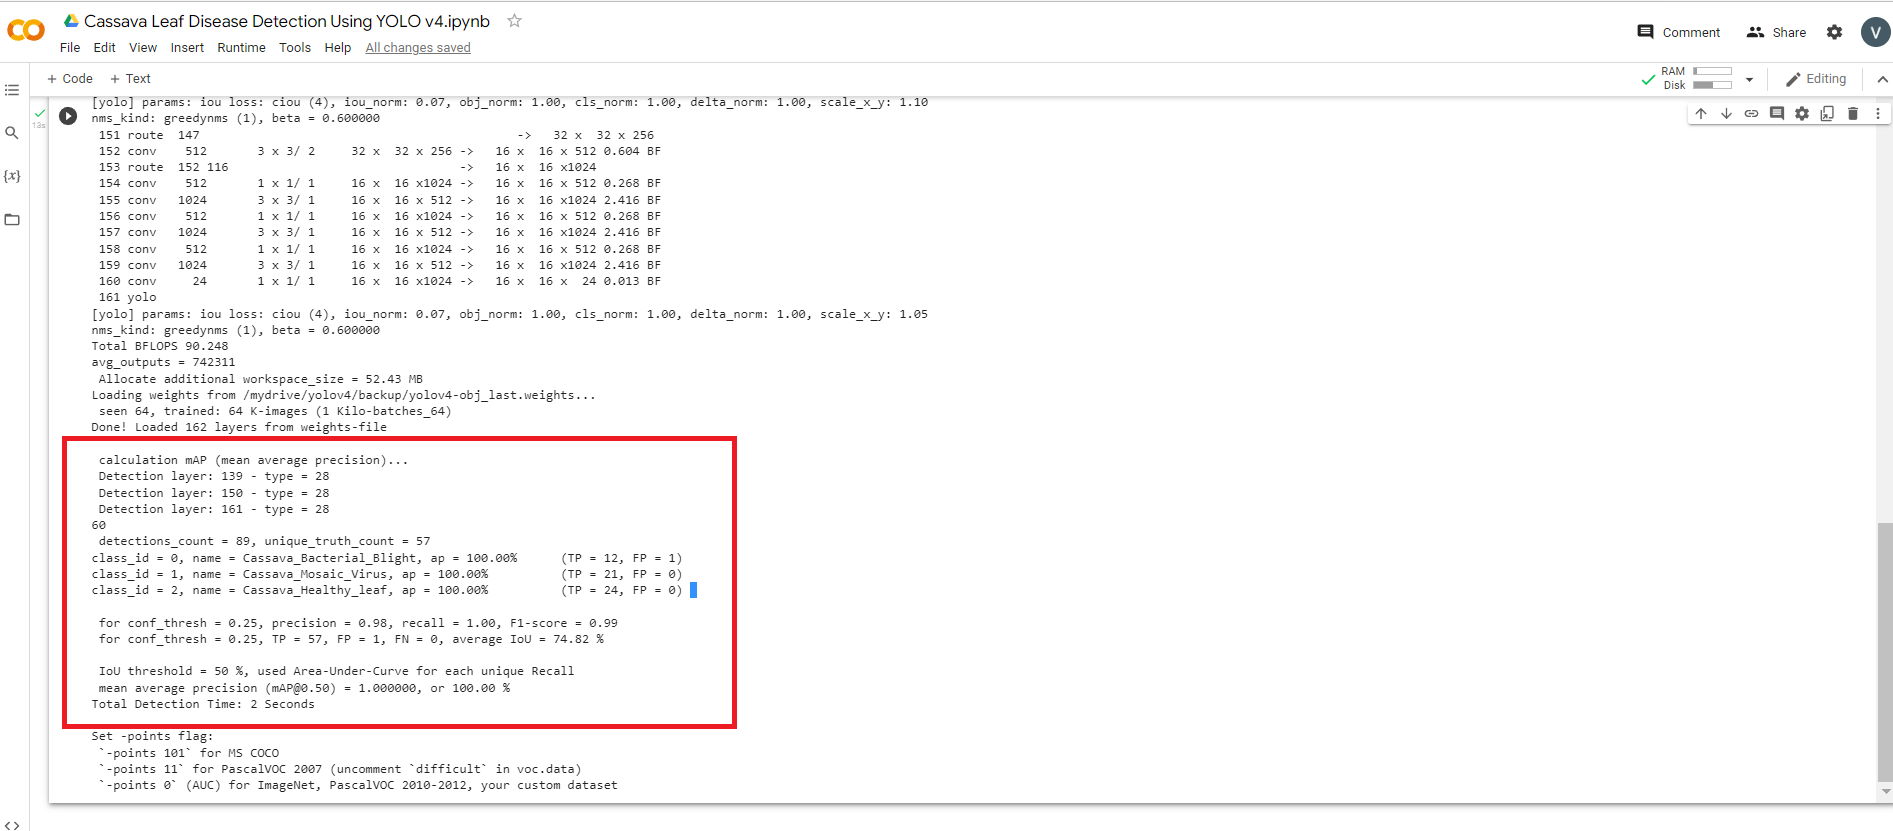 Cassava Leaf Disease Detection Using YOLO v4.ipynb
File Edit View Insert Runtime Tools Help All changes saved
Comment Share V
+ Code + Text
RAM
Disk
Editing
13s
{x}
[yolo] params: iou loss: ciou (4), iou_norm: 0.07, obj_norm: 1.00, cls_norm: 1.00, delta_norm: 1.00, scale_x_y: 1.10
nms_kind: greedynms (1), beta = 0.600000
151 route  147                                            ->   32 x  32 x 256
152 conv    512       3 x 3/ 2     32 x  32 x 256 ->   16 x  16 x 512 0.604 BF
153 route  152 116                                ->   16 x  16 x1024
154 conv    512       1 x 1/ 1     16 x  16 x1024 ->   16 x  16 x 512 0.268 BF
155 conv   1024       3 x 3/ 1     16 x  16 x 512 ->   16 x  16 x1024 2.416 BF
156 conv    512       1 x 1/ 1     16 x  16 x1024 ->   16 x  16 x 512 0.268 BF
157 conv   1024       3 x 3/ 1     16 x  16 x 512 ->   16 x  16 x1024 2.416 BF
158 conv    512       1 x 1/ 1     16 x  16 x1024 ->   16 x  16 x 512 0.268 BF
159 conv   1024       3 x 3/ 1     16 x  16 x 512 ->   16 x  16 x1024 2.416 BF
160 conv     24       1 x 1/ 1     16 x  16 x1024 ->   16 x  16 x  24 0.013 BF
161 yolo
[yolo] params: iou loss: ciou (4), iou_norm: 0.07, obj_norm: 1.00, cls_norm: 1.00, delta_norm: 1.00, scale_x_y: 1.05
nms_kind: greedynms (1), beta = 0.600000
Total BFLOPS 90.248
avg_outputs = 742311
Allocate additional workspace_size = 52.43 MB
Loading weights from /mydrive/yolov4/backup/yolov4-obj_last.weights...
seen 64, trained: 64 K-images (1 Kilo-batches_64)
Done! Loaded 162 layers from weights-file
calculation mAP (mean average precision)...
Detection layer: 139 - type = 28
Detection layer: 150 - type = 28
Detection layer: 161 - type = 28
60
detections_count = 89, unique_truth_count = 57
class_id = 0, name = Cassava_Bacterial_Blight, ap = 100.00%      (TP = 12, FP = 1)
class_id = 1, name = Cassava_Mosaic_Virus, ap = 100.00%          (TP = 21, FP = 0)
class_id = 2, name = Cassava_Healthy_leaf, ap = 100.00%          (TP = 24, FP = 0)
for conf_thresh = 0.25, precision = 0.98, recall = 1.00, F1-score = 0.99
for conf_thresh = 0.25, TP = 57, FP = 1, FN = 0, average IoU = 74.82 %
IoU threshold = 50 %, used Area-Under-Curve for each unique Recall
mean average precision (mAP@0.50) = 1.000000, or 100.00 %
Total Detection Time: 2 Seconds
Set -points flag:
`-points 101` for MS COCO
`-points 11` for PascalVOC 2007 (uncomment `difficult` in voc.data)
`-points 0` (AUC) for ImageNet, PascalVOC 2010-2012, your custom dataset